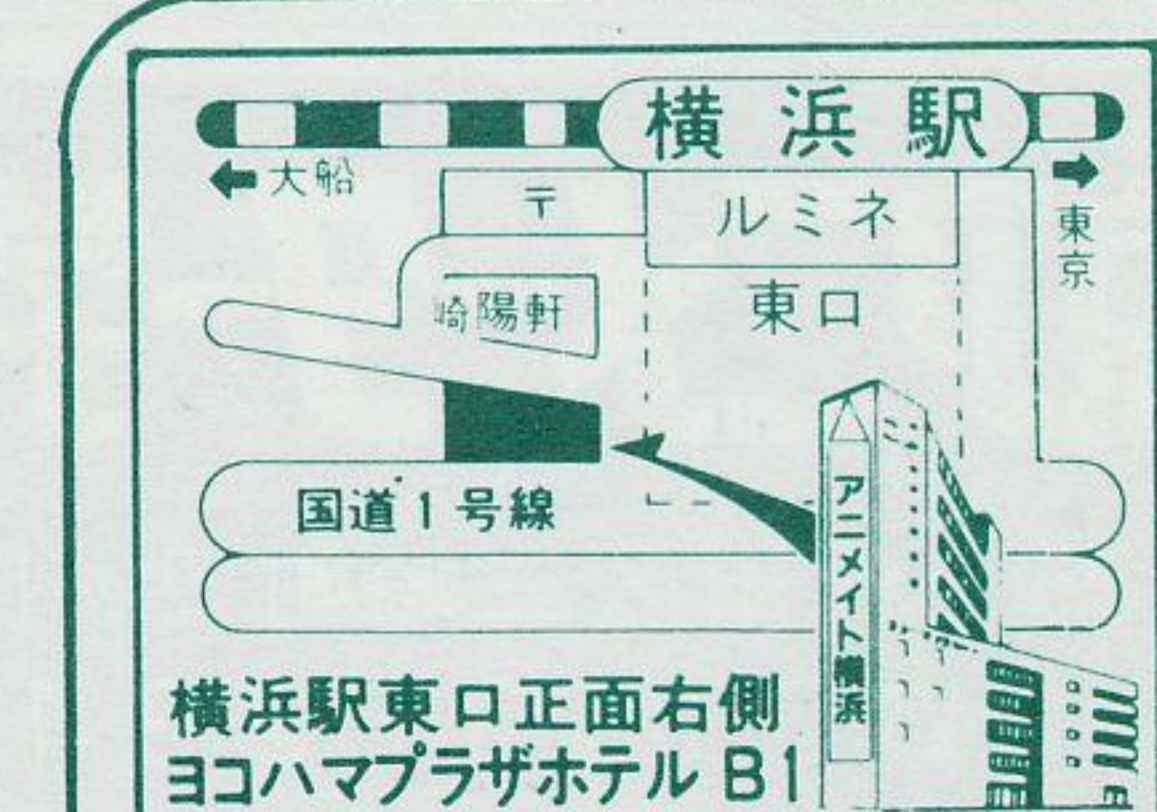 横浜駅
大船
〒
ルミネ
東京
崎陽軒
東口
国道1号線
アニメイト横浜
横浜駅東口正面右側
ヨコハマプラザホテル B1